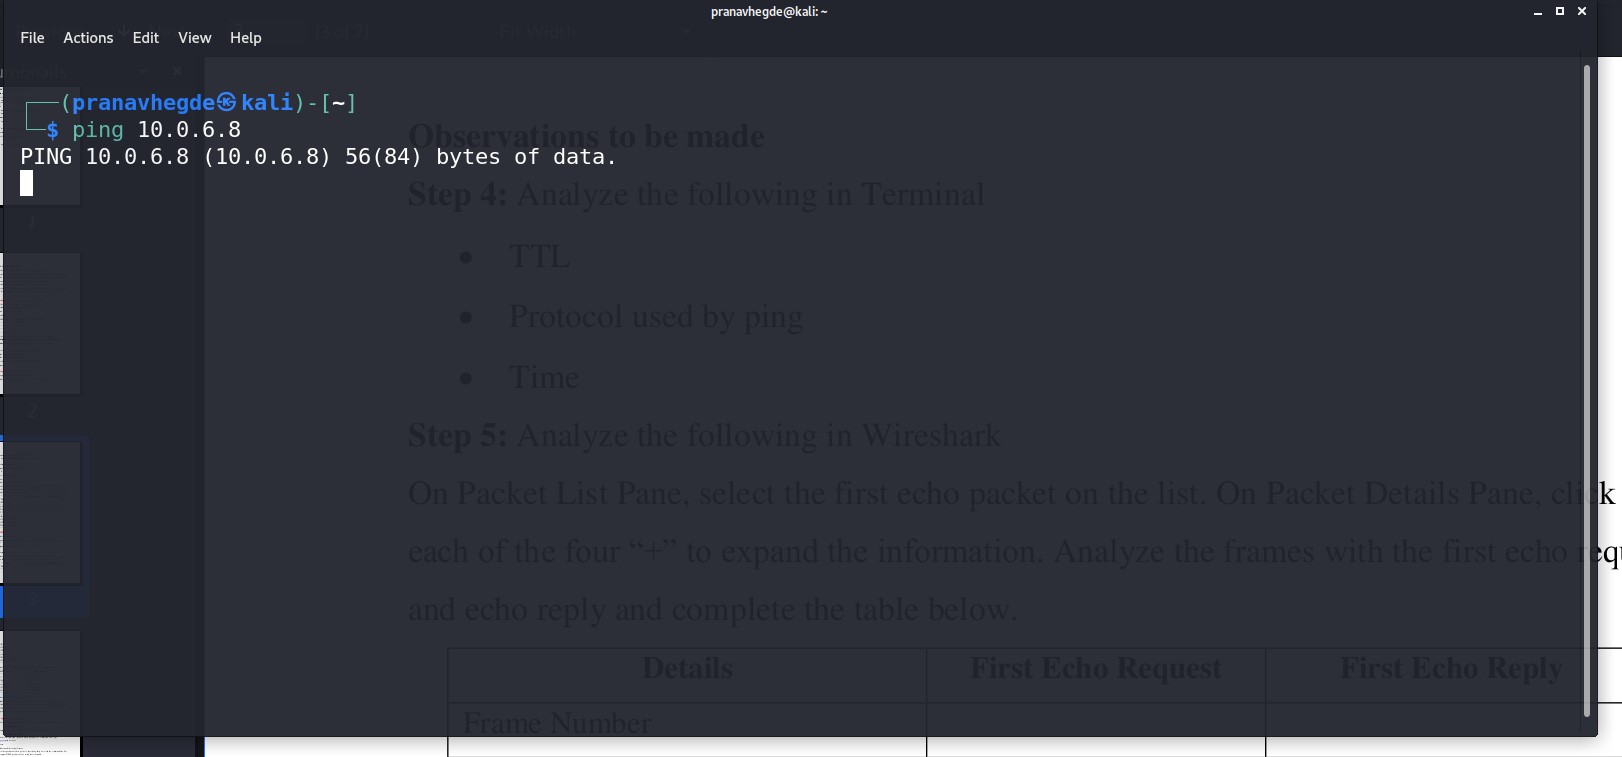 pranavhegde@kali: ~
File Actions Edit View Help
(pranavhegde㉿kali)-[~]
$ ping 10.0.6.8
PING 10.0.6.8 (10.0.6.8) 56(84) bytes of data.
Observations to be made
Step 4: Analyze the following in Terminal
• TTL
• Protocol used by ping
• Time
Step 5: Analyze the following in Wireshark
On Packet List Pane, select the first echo packet on the list. On Packet Details Pane, click
each of the four “+” to expand the information. Analyze the frames with the first echo requ
and echo reply and complete the table below.
Details First Echo Request First Echo Reply
Frame Number